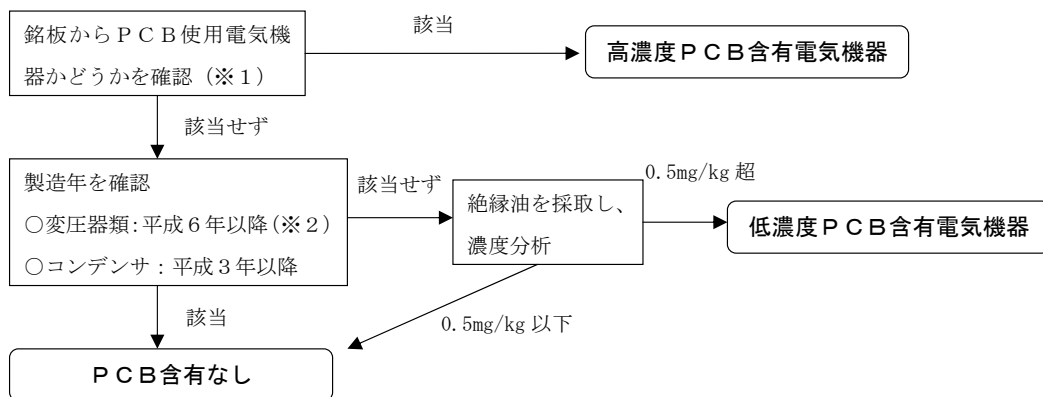 銘板からPCB使用電気機
器かどうかを確認（※１）
該当
高濃度ＰＣＢ含有電気機器
該当せず
製造年を確認
○変圧器類：平成６年以降（※２）
○コンデンサ：平成３年以降
該当せず
絶縁油を採取し、
濃度分析
0.5mg/kg 超
低濃度ＰＣＢ含有電気機器
該当
0.5mg/kg 以下
ＰＣＢ含有なし